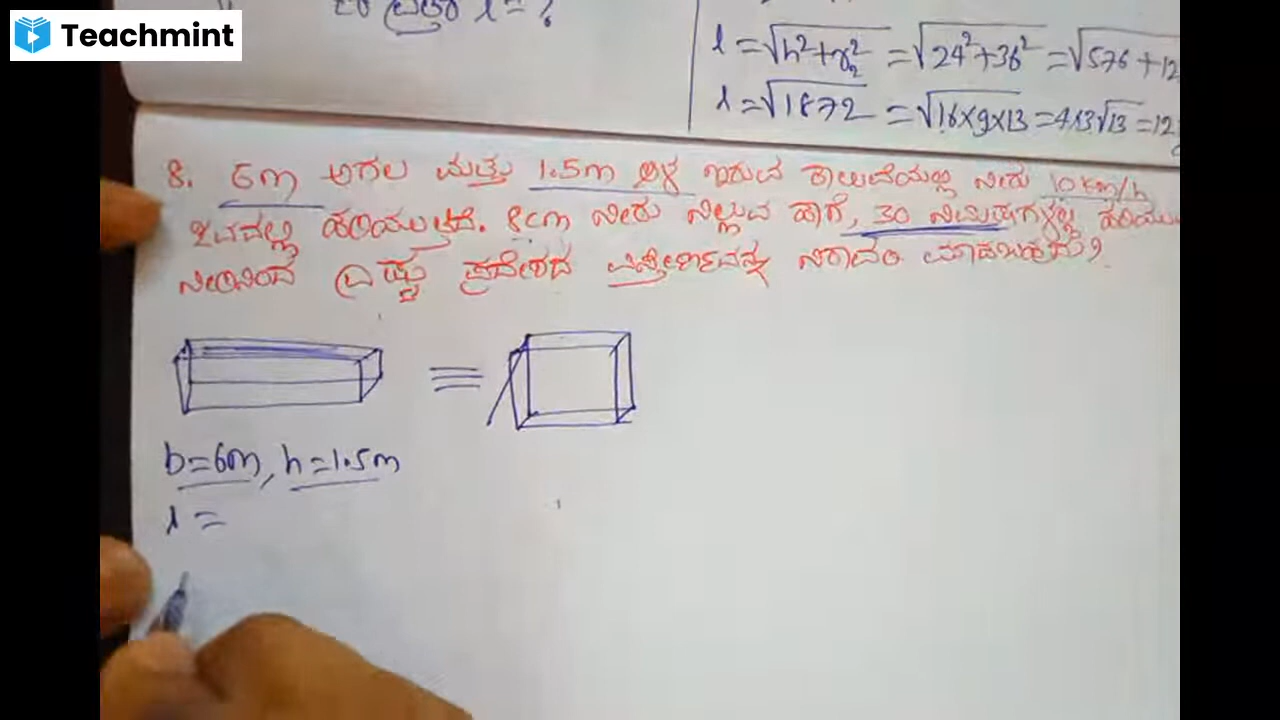 Teachmint
l = ?
l = √h²+r₂² = √24²+36² = √576+12
l = √1872 = √16×9×13 = 4×3√13 = 12
8. 6m ಅಗಲ ಮತ್ತು 1.5m ಆಳ ಇರುವ ಕಾಲುವೆಯಲ್ಲಿ ನೀರು 10km/h
ವೇಗದಲ್ಲಿ ಹರಿಯುತ್ತಿದೆ. 8cm ನೀರು ನಿಲ್ಲುವ ಹಾಗೆ, 30 ನಿಮಿಷಗಳಲ್ಲಿ ಹರಿಯು
ನೀರಿನಿಂದ ಎಷ್ಟು ಪ್ರದೇಶದ ವಿಸ್ತೀರ್ಣವನ್ನು ನೀರಾವರಿ ಮಾಡಬಹುದು?
b=6m, h=1.5m
l =